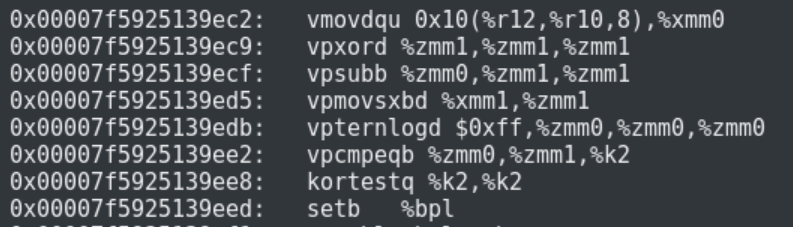 0x00007f5925139ec2:   vmovdqu 0x10(%r12,%r10,8),%xmm0
0x00007f5925139ec9:   vpxord %zmm1,%zmm1,%zmm1
0x00007f5925139ecf:   vpsubb %zmm0,%zmm1,%zmm1
0x00007f5925139ed5:   vpmovsxbd %xmm1,%zmm1
0x00007f5925139edb:   vpternlogd $0xff,%zmm0,%zmm0,%zmm0
0x00007f5925139ee2:   vpcmpeqb %zmm0,%zmm1,%k2
0x00007f5925139ee8:   kortestq %k2,%k2
0x00007f5925139eed:   setb   %bpl